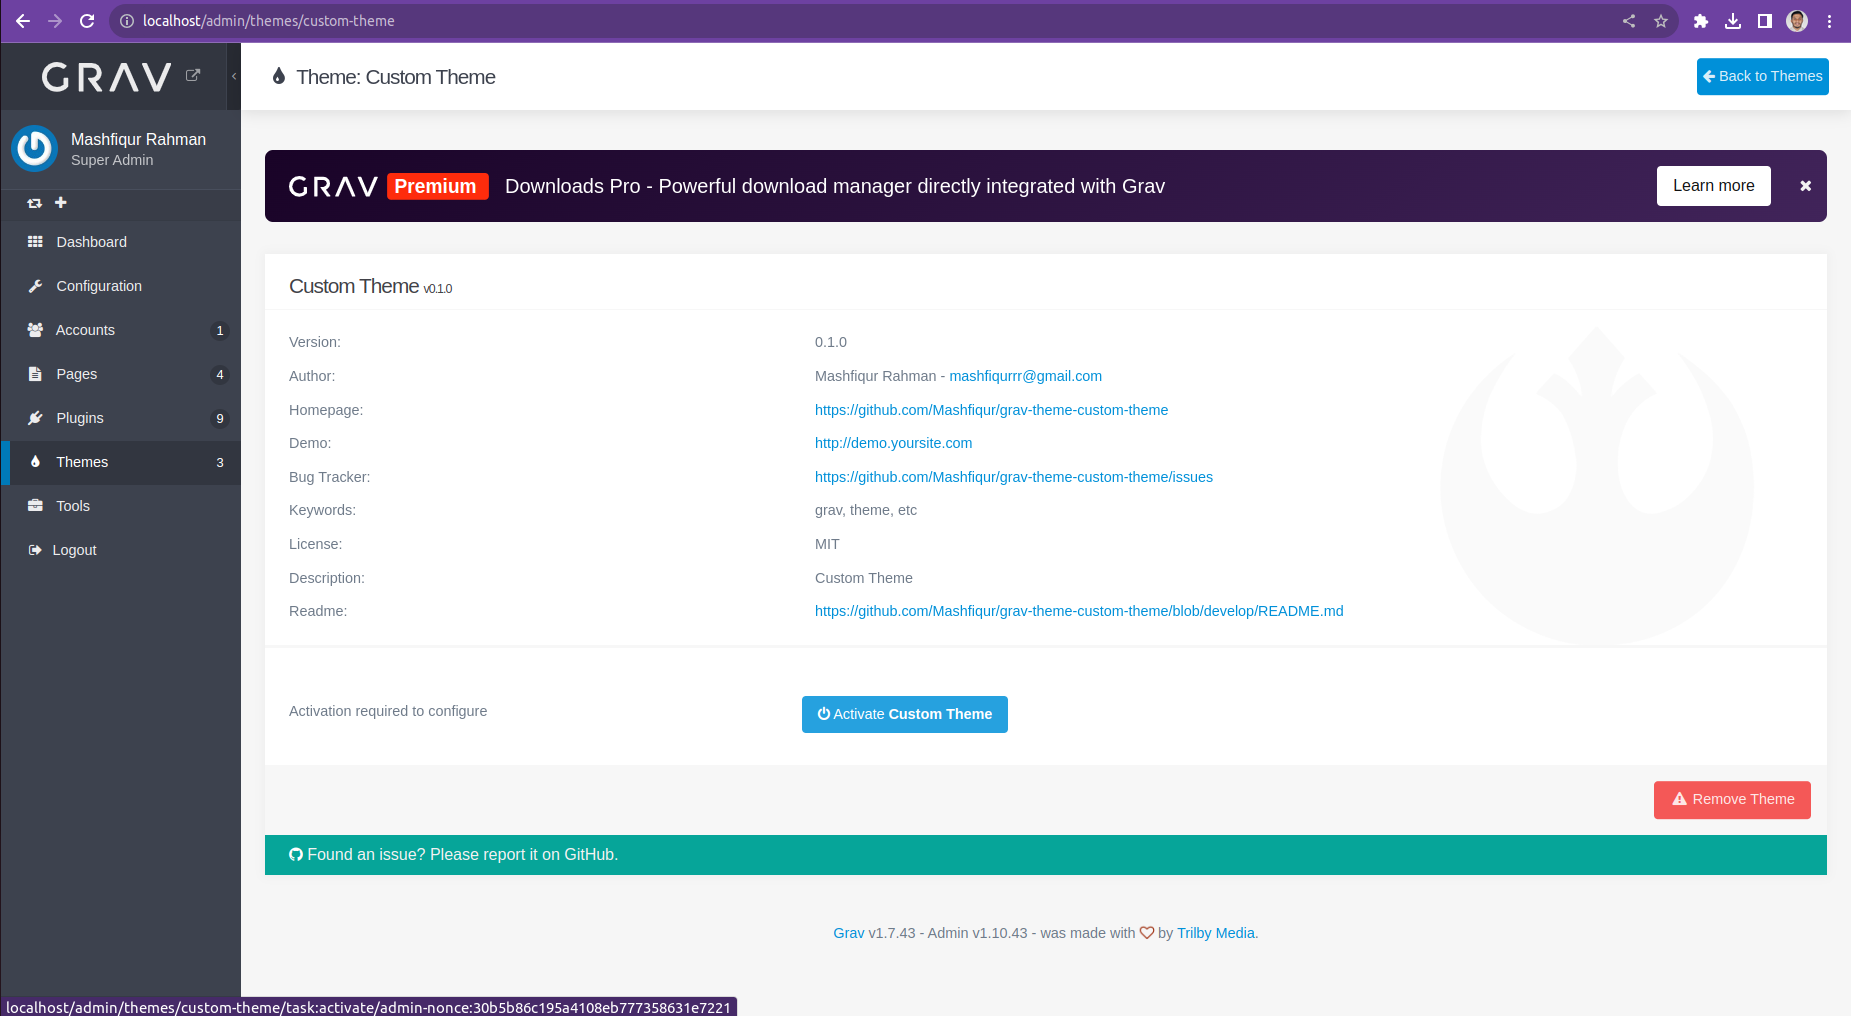 localhost/admin/themes/custom-theme
GRAV
Theme: Custom Theme
Back to Themes
Mashfiqur Rahman
Super Admin
Dashboard
Configuration
Accounts 1
Pages 4
Plugins 9
Themes 3
Tools
Logout
GRAV Premium Downloads Pro - Powerful download manager directly integrated with Grav Learn more
Custom Theme v0.1.0
Version: 0.1.0
Author: Mashfiqur Rahman - mashfiqurrr@gmail.com
Homepage: https://github.com/Mashfiqur/grav-theme-custom-theme
Demo: http://demo.yoursite.com
Bug Tracker: https://github.com/Mashfiqur/grav-theme-custom-theme/issues
Keywords: grav, theme, etc
License: MIT
Description: Custom Theme
Readme: https://github.com/Mashfiqur/grav-theme-custom-theme/blob/develop/README.md
Activation required to configure Activate Custom Theme
Remove Theme
Found an issue? Please report it on GitHub.
Grav v1.7.43 - Admin v1.10.43 - was made with by Trilby Media.
localhost/admin/themes/custom-theme/task:activate/admin-nonce:30b5b86c195a4108eb777358631e7221